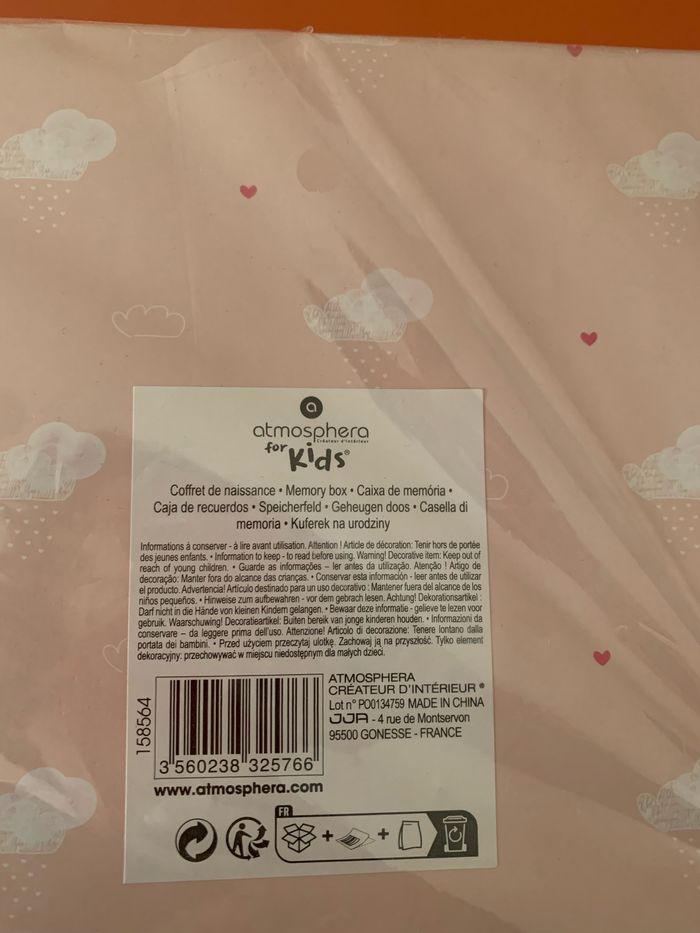 a
atmosphera
Créateur d'intérieur
for Kids®
Coffret de naissance • Memory box • Caixa de memória •
Caja de recuerdos • Speicherfeld • Geheugen doos • Casella di
memoria • Kuferek na urodziny
Informations à conserver - à lire avant utilisation. Attention ! Article de décoration: Tenir hors de portée
des jeunes enfants. • Information to keep - to read before using. Warning! Decorative item: Keep out of
reach of young children. • Guarde as informações – ler antes da utilização. Atenção ! Artigo de
decoração: Manter fora do alcance das crianças. • Conservar esta información - leer antes de utilizar
el producto. Advertencia! Artículo destinado para un uso decorativo : Mantener fuera del alcance de los
niños pequeños. • Hinweise zum aufbewahren - vor dem gebrach lesen. Achtung! Dekorationsartikel :
Darf nicht in die Hände von kleinen Kindern gelangen. • Bewaar deze informatie - gelieve te lezen voor
gebruik. Waarschuwing! Decoratieartikel: Buiten bereik van jonge kinderen houden. • Informazioni da
conservare – da leggere prima dell'uso. Attenzione! Articolo di decorazione: Tenere lontano dalla
portata dei bambini. • Przed użyciem przeczytaj ulotkę. Zachowaj ją na przyszłość. Tylko element
dekoracyjny: przechowywać w miejscu niedostępnym dla małych dzieci.
158564
3 560238 325766
ATMOSPHERA
CRÉATEUR D'INTÉRIEUR ®
Lot n° PO0134759 MADE IN CHINA
JJA - 4 rue de Montservon
95500 GONESSE - FRANCE
www.atmosphera.com
FR
+ +